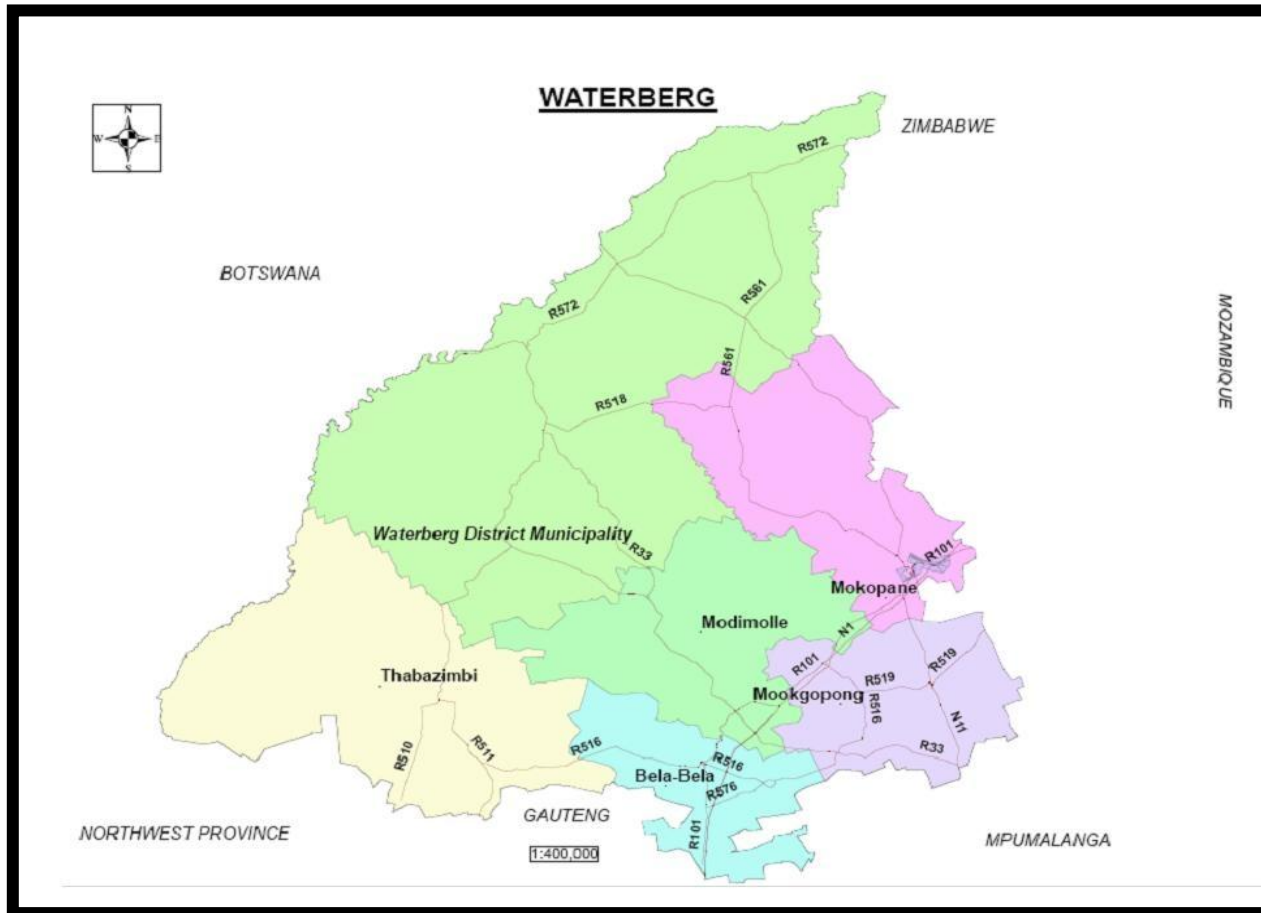 WATERBERG
N
W E
S
ZIMBABWE
R572
BOTSWANA
R561
R572
MOZAMBIQUE
R561
R518
Waterberg District Municipality
R33
R101
Mokopane
Modimolle
N1
R101
R519
Thabazimbi
R519
Mookgopong
R516
N11
R511
R510
R516
R33
R516
Bela-Bela
R576
GAUTENG
R101
NORTHWEST PROVINCE
MPUMALANGA
1:400,000